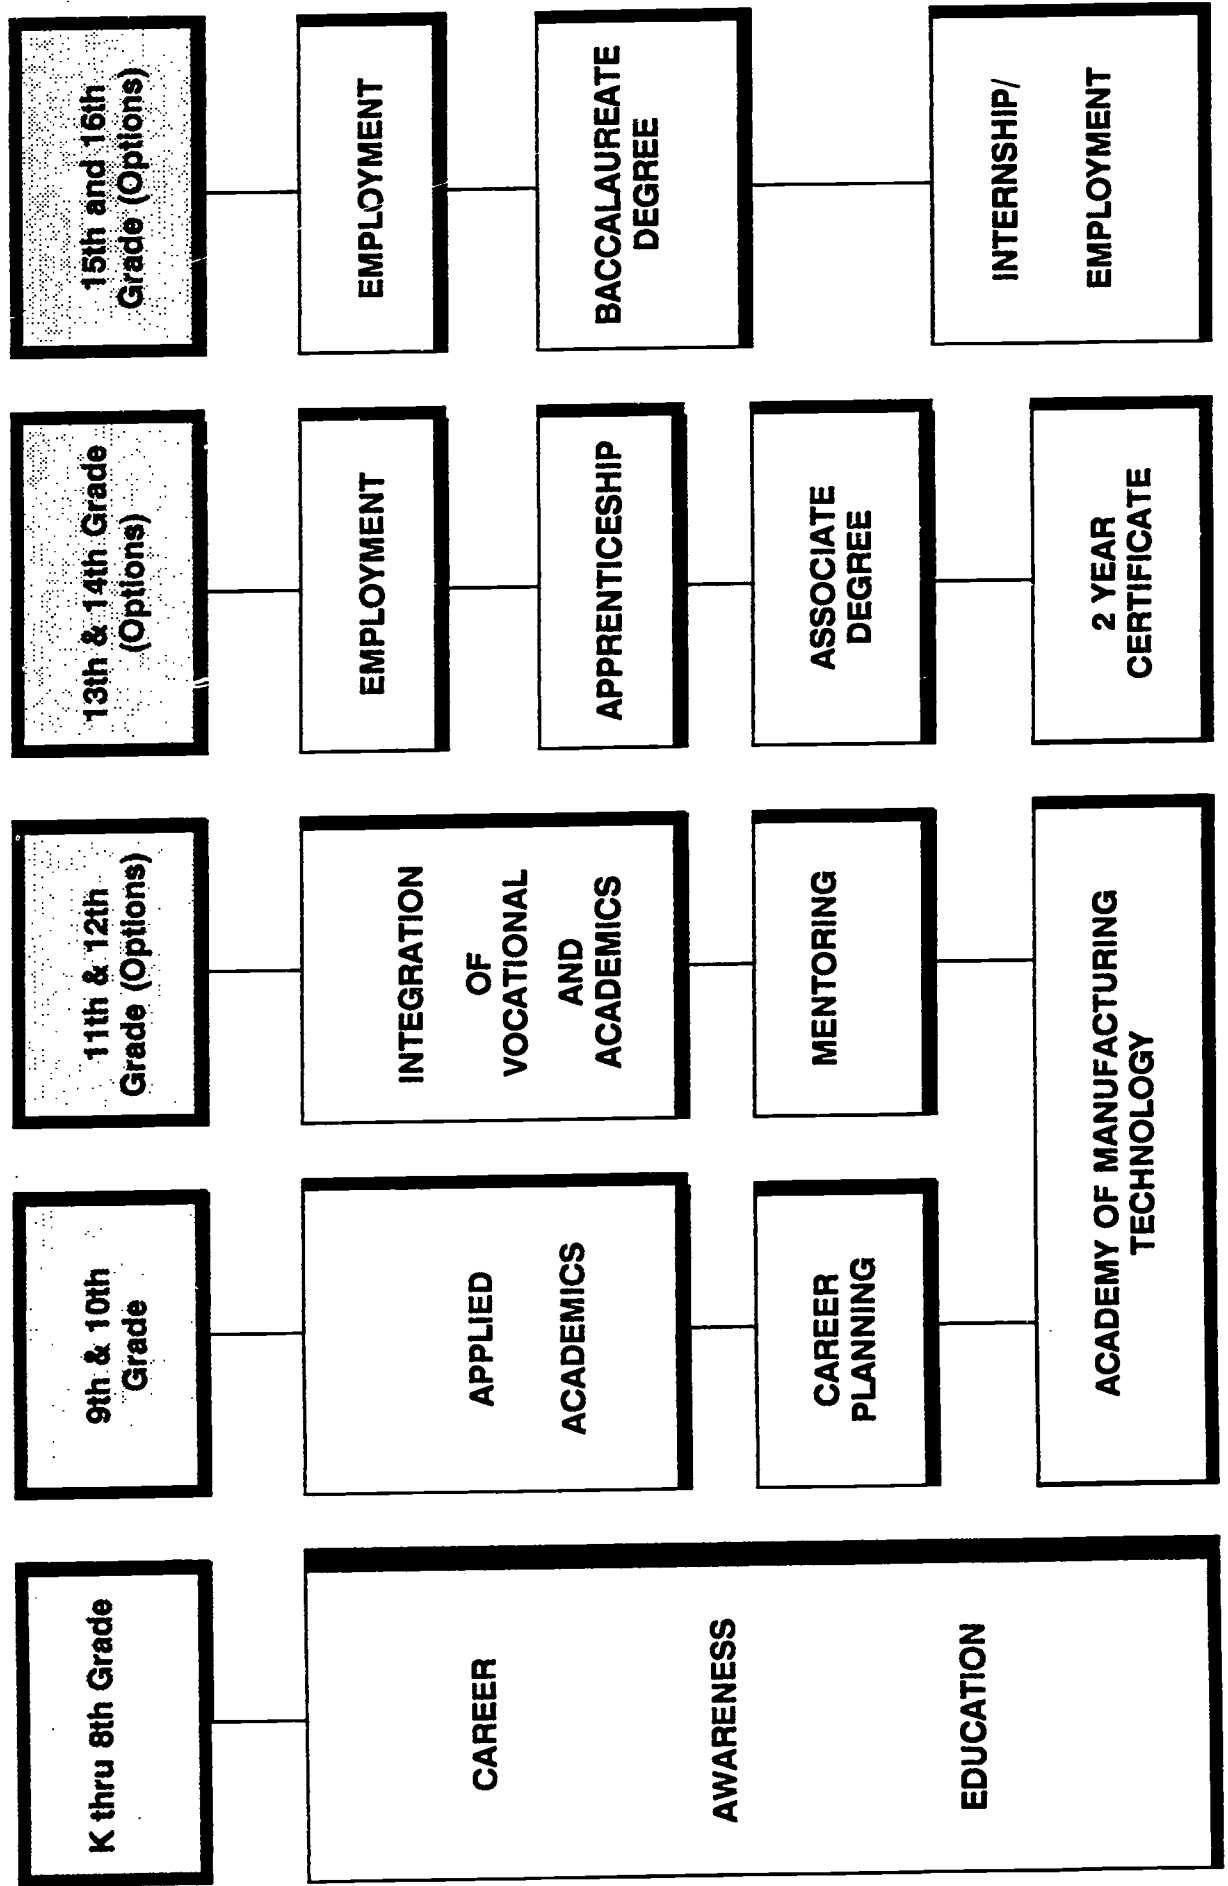 K thru 8th Grade
CAREER
AWARENESS
EDUCATION
9th & 10th
Grade
APPLIED
ACADEMICS
CAREER
PLANNING
11th & 12th
Grade (Options)
INTEGRATION
OF
VOCATIONAL
AND
ACADEMICS
MENTORING
ACADEMY OF MANUFACTURING
TECHNOLOGY
13th & 14th Grade
(Options)
EMPLOYMENT
APPRENTICESHIP
ASSOCIATE
DEGREE
2 YEAR
CERTIFICATE
15th and 16th
Grade (Options)
EMPLOYMENT
BACCALAUREATE
DEGREE
INTERNSHIP/
EMPLOYMENT